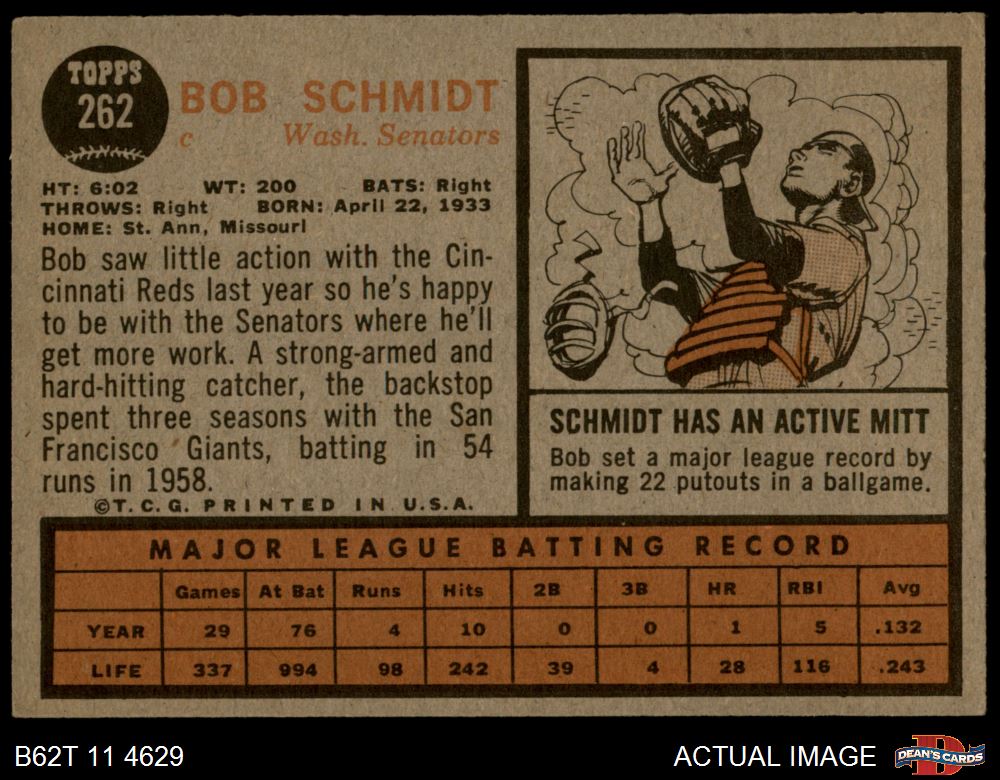 TOPPS
262
BOB SCHMIDT
c Wash. Senators
HT: 6:02 WT: 200 BATS: Right
THROWS: Right BORN: April 22, 1933
HOME: St. Ann, Missouri
Bob saw little action with the Cin-
cinnati Reds last year so he's happy
to be with the Senators where he'll
get more work. A strong-armed and
hard-hitting catcher, the backstop
spent three seasons with the San
Francisco Giants, batting in 54
runs in 1958.
©T.C.G. PRINTED IN U.S.A.
SCHMIDT HAS AN ACTIVE MITT
Bob set a major league record by
making 22 putouts in a ballgame.
MAJOR LEAGUE BATTING RECORD
Games At Bat Runs Hits 2B 3B HR RBI Avg
YEAR 29 76 4 10 0 0 1 5 .132
LIFE 337 994 98 242 39 4 28 116 .243
B62T 11 4629
ACTUAL IMAGE
D
DEAN'S CARDS